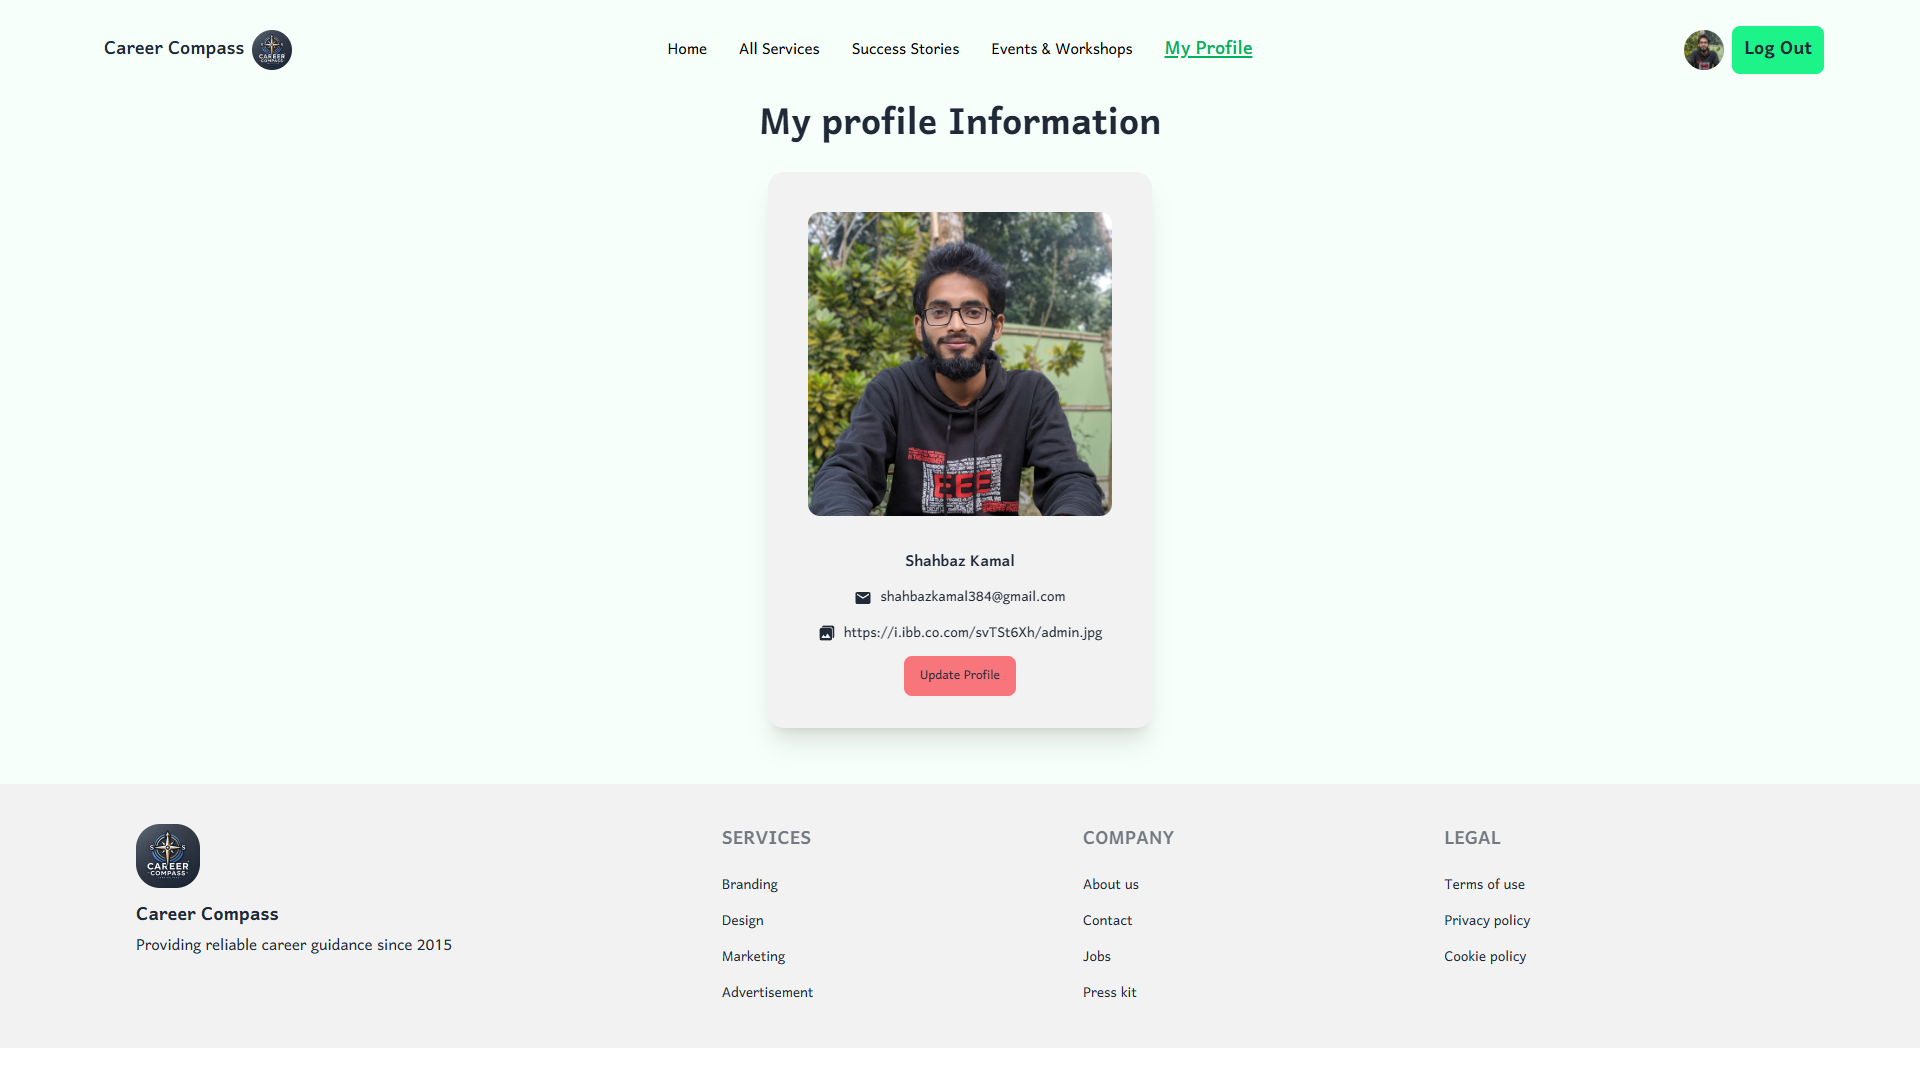 Career Compass
CAREER
COMPASS
Home
All Services
Success Stories
Events & Workshops
My Profile
Log Out
My profile Information
EEE
Shahbaz Kamal
shahbazkamal384@gmail.com
https://i.ibb.co.com/svTSt6Xh/admin.jpg
Update Profile
S S
CAREER
COMPASS
Career Compass
Providing reliable career guidance since 2015
SERVICES
Branding
Design
Marketing
Advertisement
COMPANY
About us
Contact
Jobs
Press kit
LEGAL
Terms of use
Privacy policy
Cookie policy